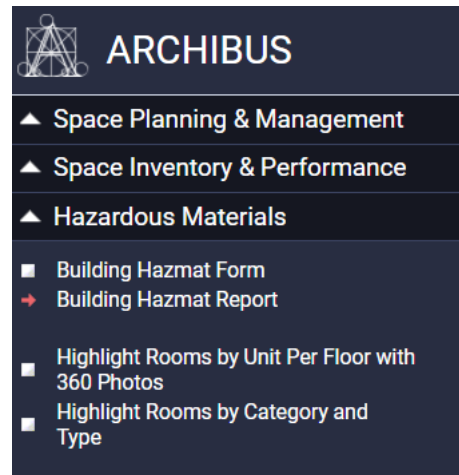 ARCHIBUS
Space Planning & Management
Space Inventory & Performance
Hazardous Materials
Building Hazmat Form
Building Hazmat Report
Highlight Rooms by Unit Per Floor with
360 Photos
Highlight Rooms by Category and
Type